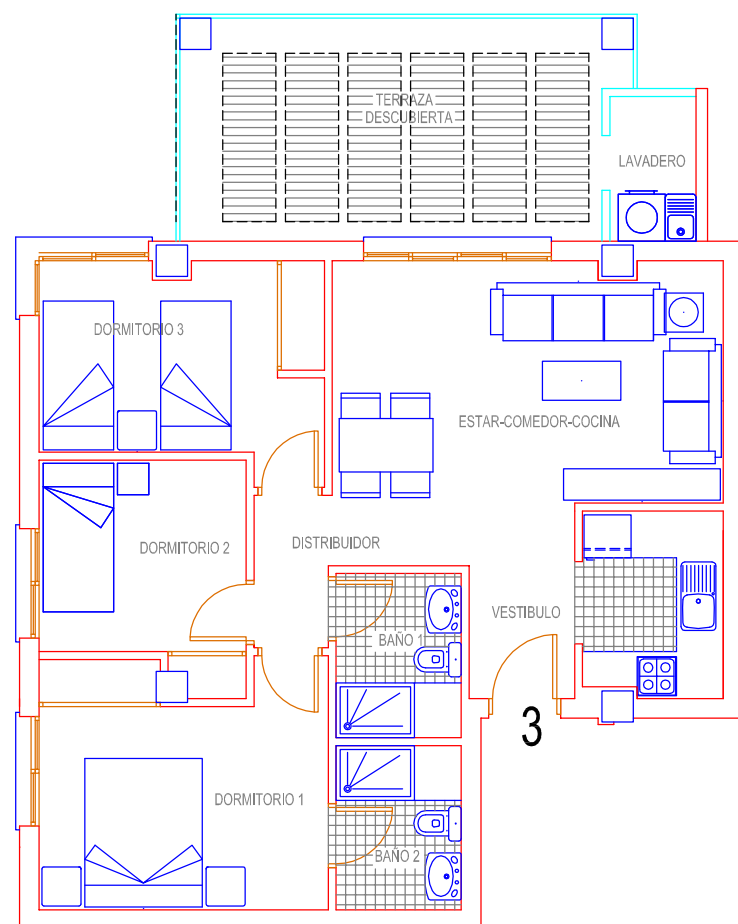 TERRAZA
DESCUBIERTA
LAVADERO
DORMITORIO 3
ESTAR-COMEDOR-COCINA
DISTRIBUIDOR
DORMITORIO 2
VESTIBULO
BAÑO 1
3
DORMITORIO 1
BAÑO 2